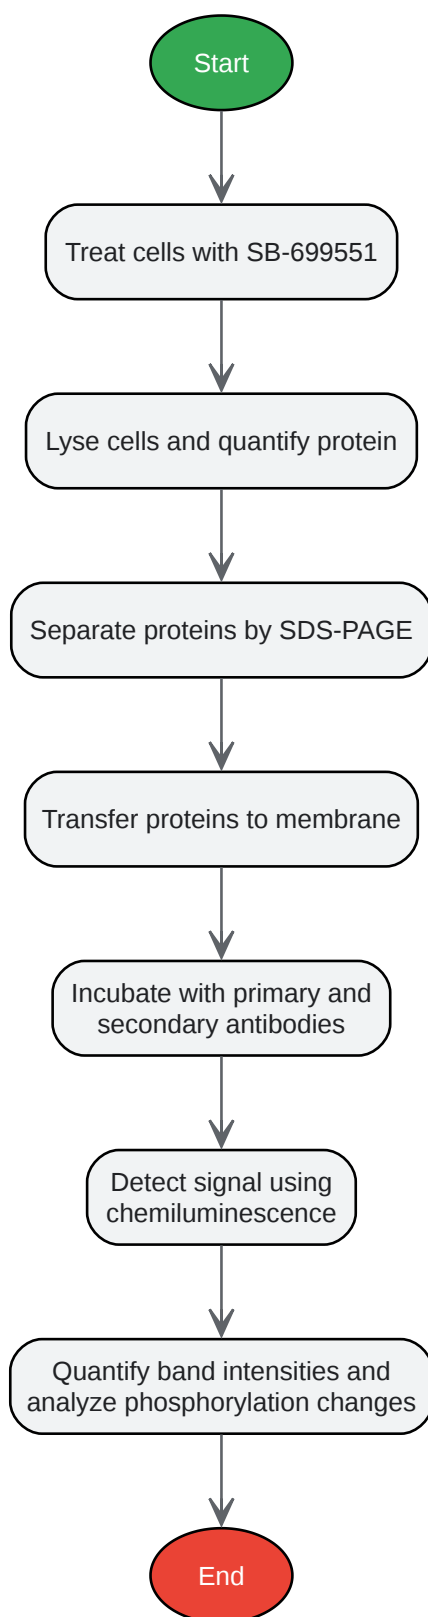 Start
Treat cells with SB-699551
Lyse cells and quantify protein
Separate proteins by SDS-PAGE
Transfer proteins to membrane
Incubate with primary and
secondary antibodies
Detect signal using
chemiluminescence
Quantify band intensities and
analyze phosphorylation changes
End